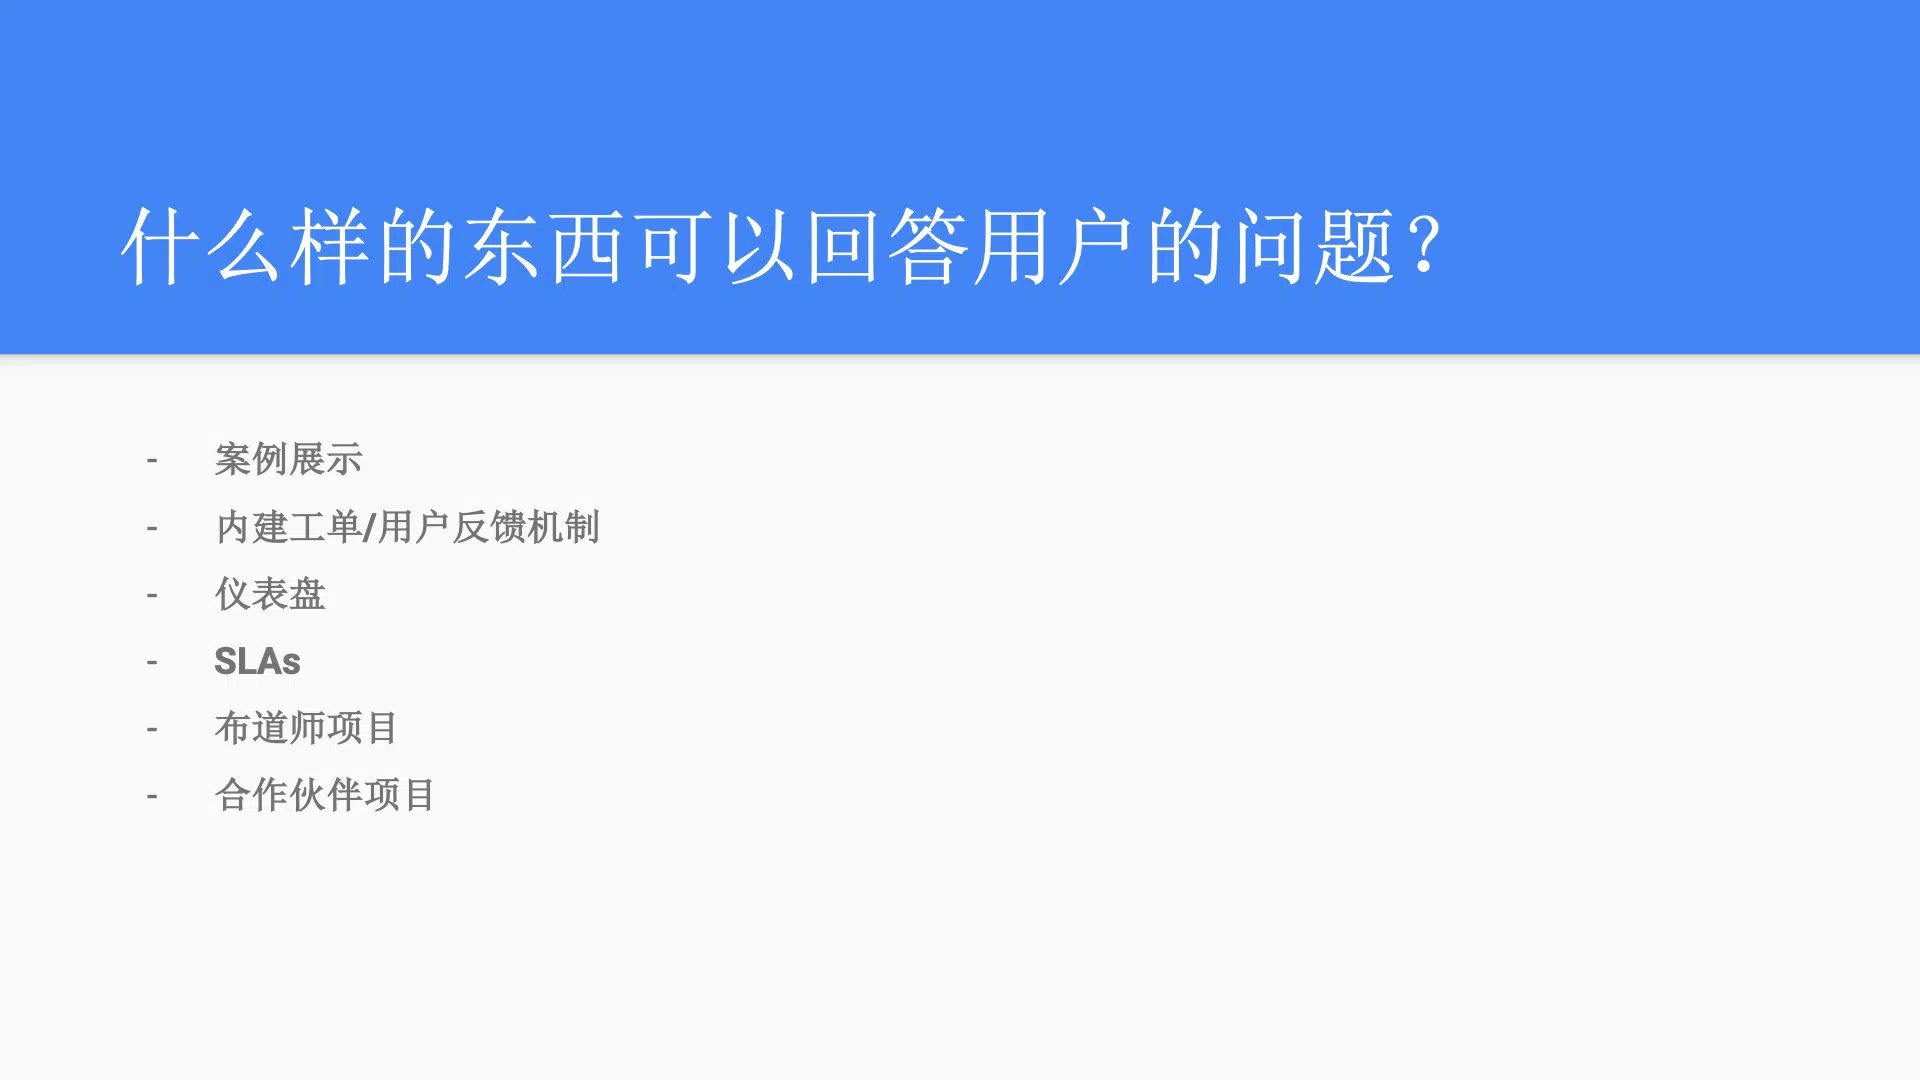 什么样的东西可以回答用户的问题？
- 案例展示
- 内建工单/用户反馈机制
- 仪表盘
- SLAs
- 布道师项目
- 合作伙伴项目